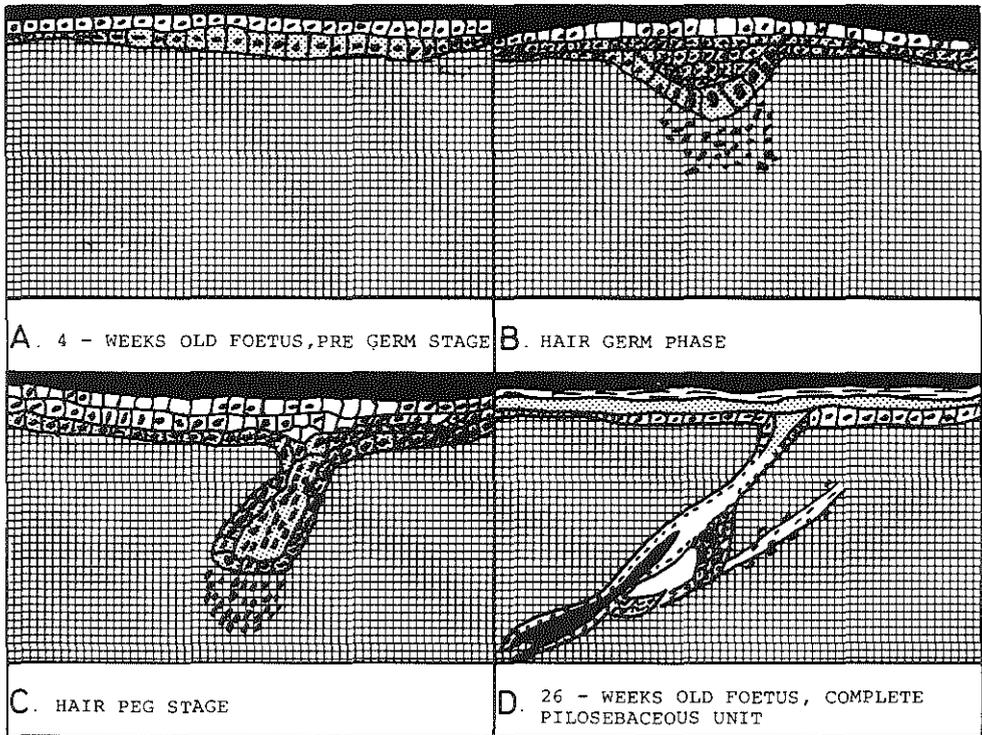 A. 4 - WEEKS OLD FOETUS, PRE GERM STAGE
B. HAIR GERM PHASE
C. HAIR PEG STAGE
D. 26 - WEEKS OLD FOETUS, COMPLETE
PILOSEBACEOUS UNIT